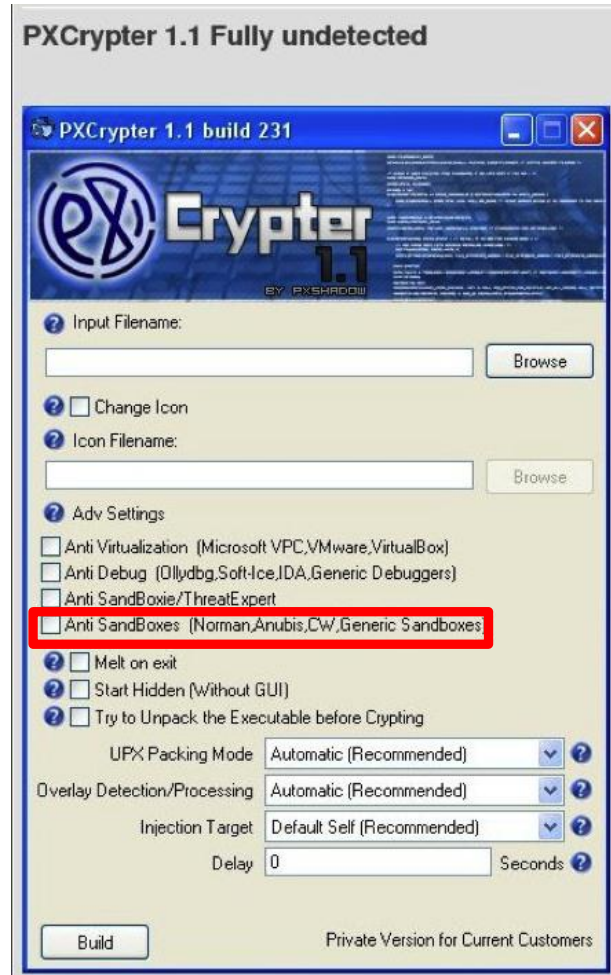 PXCrypter 1.1 Fully undetected
PXCrypter 1.1 build 231
pX Crypter
1.1
BY PXSHADOW
Input Filename:
Browse
Change Icon
Icon Filename:
Browse
Adv Settings
Anti Virtualization (Microsoft VPC,VMware,VirtualBox)
Anti Debug (Ollydbg,Soft-Ice,IDA,Generic Debuggers)
Anti SandBoxie/ThreatExpert
Anti SandBoxes (Norman,Anubis,CW,Generic Sandboxes)
Melt on exit
Start Hidden (Without GUI)
Try to Unpack the Executable before Crypting
UPX Packing Mode Automatic (Recommended)
Overlay Detection/Processing Automatic (Recommended)
Injection Target Default Self (Recommended)
Delay 0 Seconds
Build Private Version for Current Customers